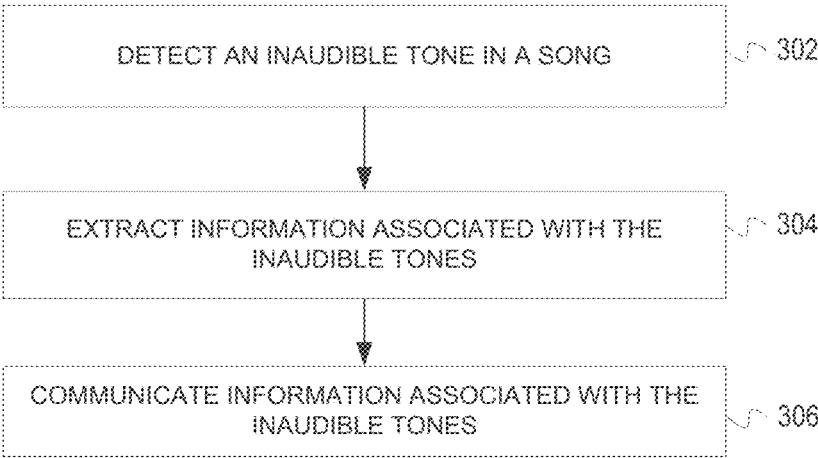 DETECT AN INAUDIBLE TONE IN A SONG
302
EXTRACT INFORMATION ASSOCIATED WITH THE
INAUDIBLE TONES
304
COMMUNICATE INFORMATION ASSOCIATED WITH THE
INAUDIBLE TONES
306